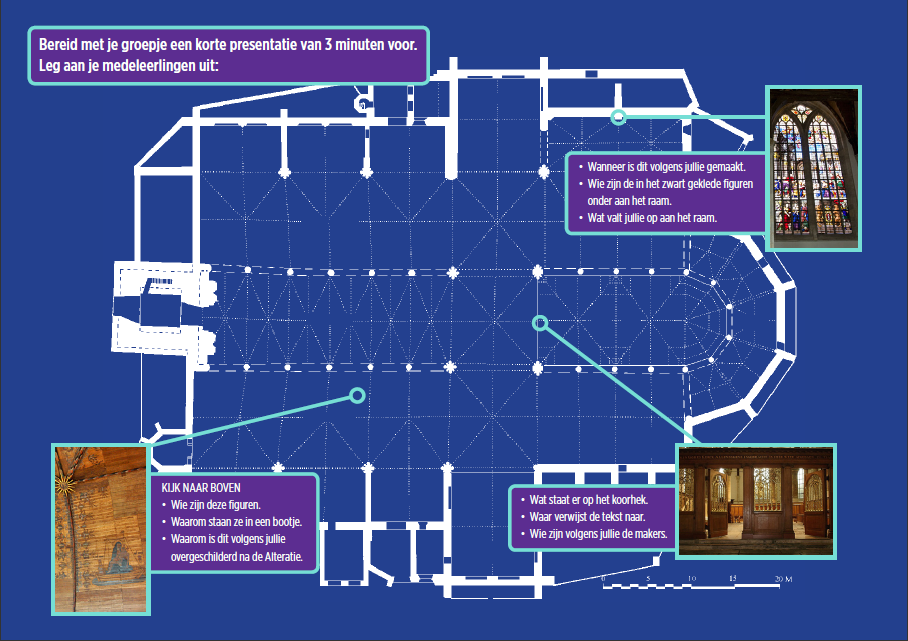 Bereid met je groepje een korte presentatie van 3 minuten voor.
Leg aan je medeleerlingen uit:
• Wanneer is dit volgens jullie gemaakt.
• Wie zijn de in het zwart geklede figuren
onder aan het raam.
• Wat valt jullie op aan het raam.
KIJK NAAR BOVEN
• Wie zijn deze figuren.
• Waarom staan ze in een bootje.
• Waarom is dit volgens jullie
overgeschilderd na de Alteratie.
• Wat staat er op het koorhek.
• Waar verwijst de tekst naar.
• Wie zijn volgens jullie de makers.
0 5 10 15 20 M